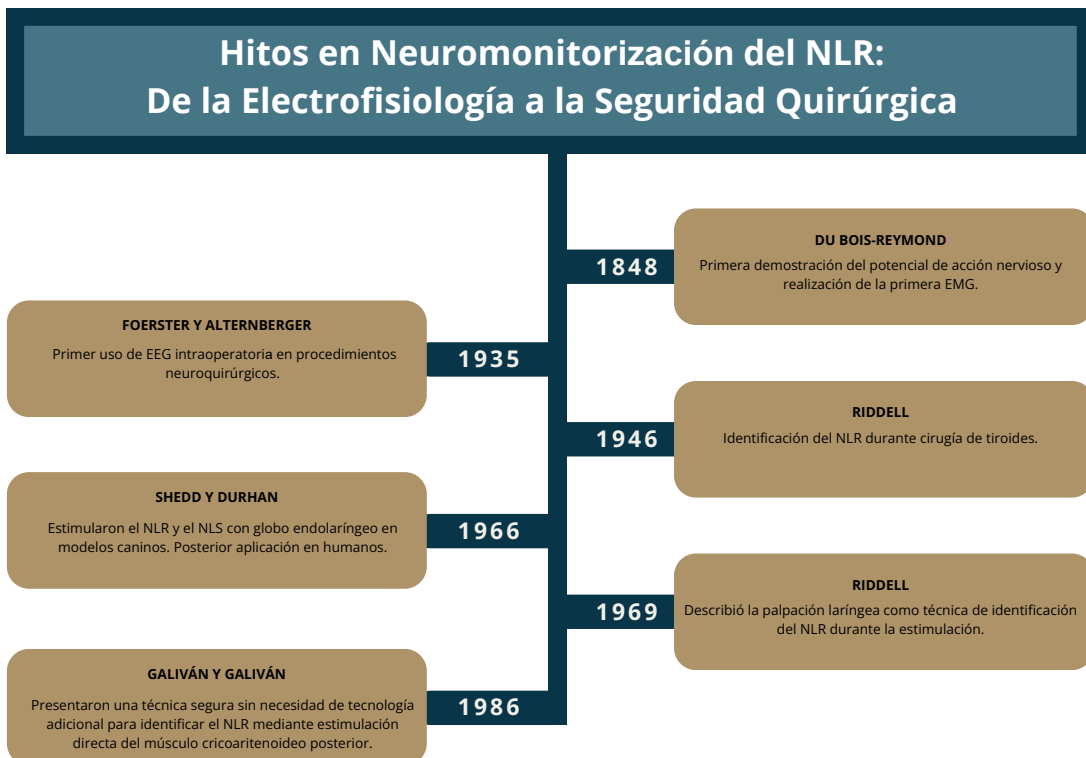 Hitos en Neuromonitorización del NLR:
De la Electrofisiología a la Seguridad Quirúrgica
1848
DU BOIS-REYMOND
Primera demostración del potencial de acción nervioso y
realización de la primera EMG.
FOERSTER Y ALTERNBERGER
Primer uso de EEG intraoperatoria en procedimientos
neuroquirúrgicos.
1935
1946
RIDDELL
Identificación del NLR durante cirugía de tiroides.
SHEDD Y DURHAN
Estimularon el NLR y el NLS con globo endolaríngeo en
modelos caninos. Posterior aplicación en humanos.
1966
1969
RIDDELL
Describió la palpación laríngea como técnica de identificación
del NLR durante la estimulación.
GALIVÁN Y GALIVÁN
Presentaron una técnica segura sin necesidad de tecnología
adicional para identificar el NLR mediante estimulación
directa del músculo cricoaritenoideo posterior.
1986